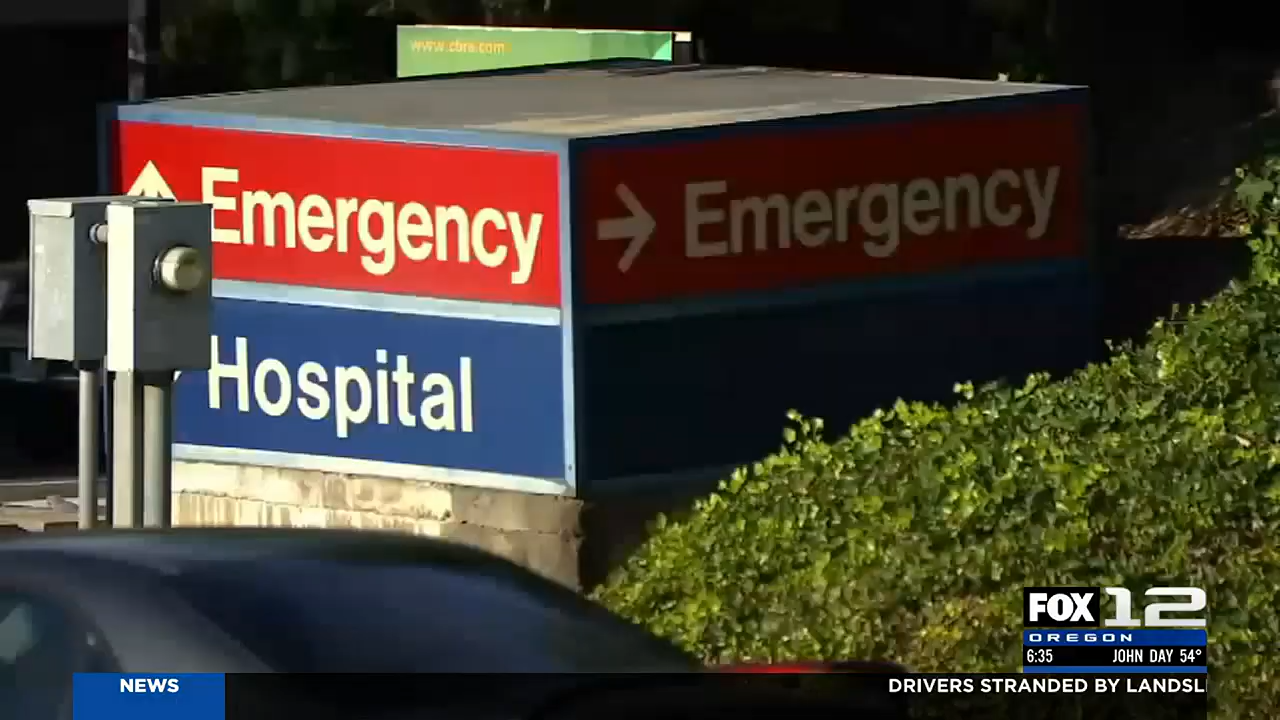 www.cbre.com
Emergency
Emergency
Hospital
FOX 12
OREGON
6:35 JOHN DAY 54°
NEWS
DRIVERS STRANDED BY LANDSL